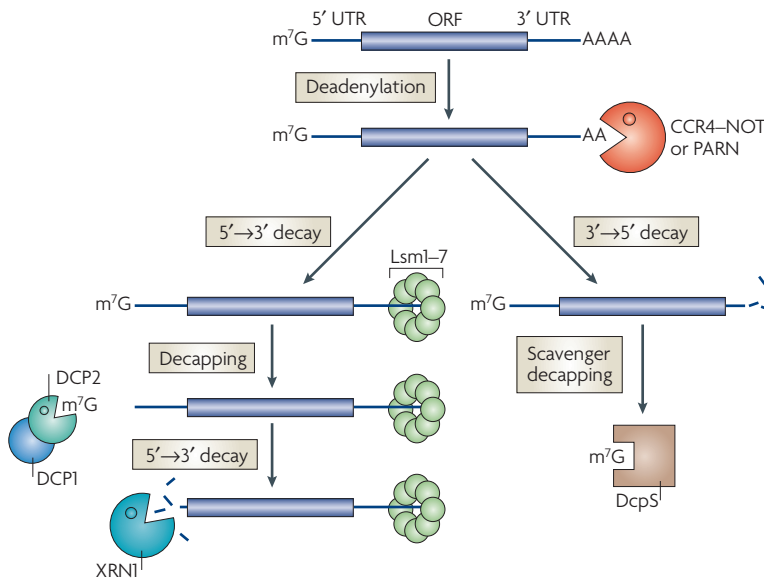 5′ UTR ORF 3′ UTR
m⁷G AAAA
Deadenylation
m⁷G AA
CCR4–NOT
or PARN
5′→3′ decay 3′→5′ decay
Lsm1–7
m⁷G m⁷G
Decapping
Scavenger
decapping
DCP2
m⁷G
DCP1
5′→3′ decay
m⁷G
DcpS
XRN1